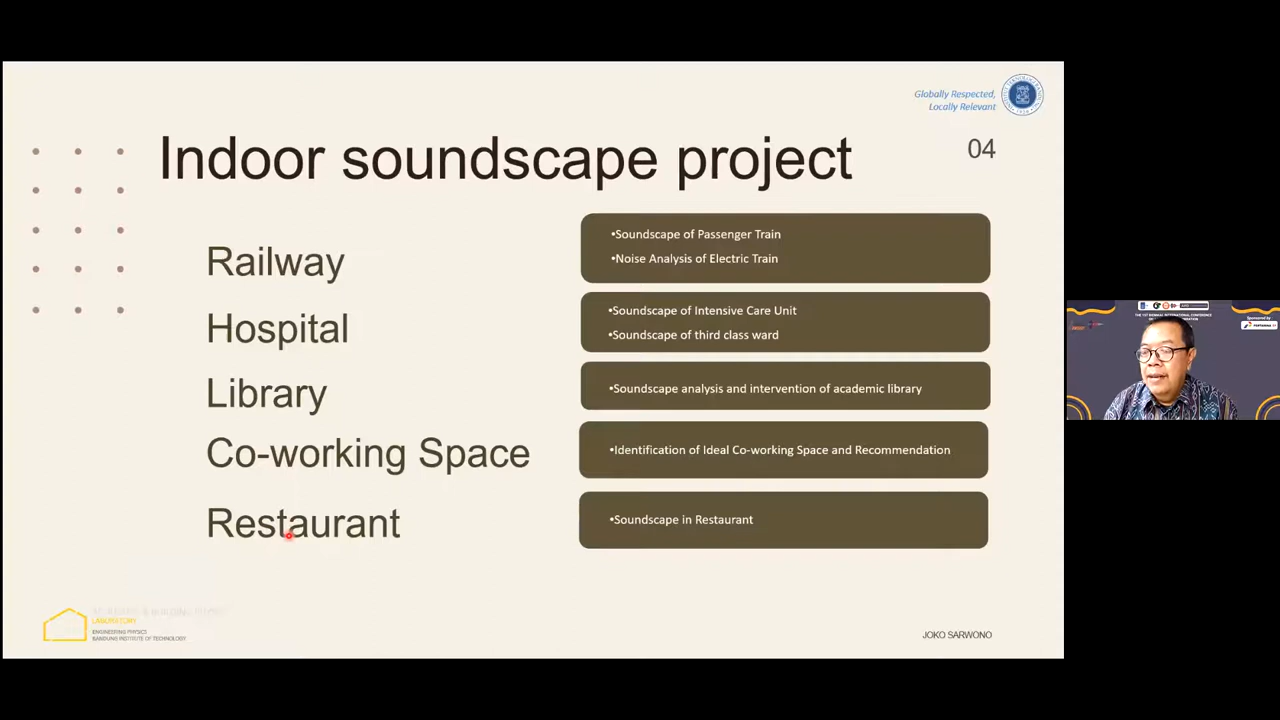 Globally Respected,
Locally Relevant
Indoor soundscape project
04
Railway
•Soundscape of Passenger Train
•Noise Analysis of Electric Train
Hospital
•Soundscape of Intensive Care Unit
•Soundscape of third class ward
Library
•Soundscape analysis and intervention of academic library
Co-working Space
•Identification of Ideal Co-working Space and Recommendation
Restaurant
•Soundscape in Restaurant
LABORATORY
ENGINEERING PHYSICS
BANDUNG INSTITUTE OF TECHNOLOGY
JOKO SARWONO
Sponsored by